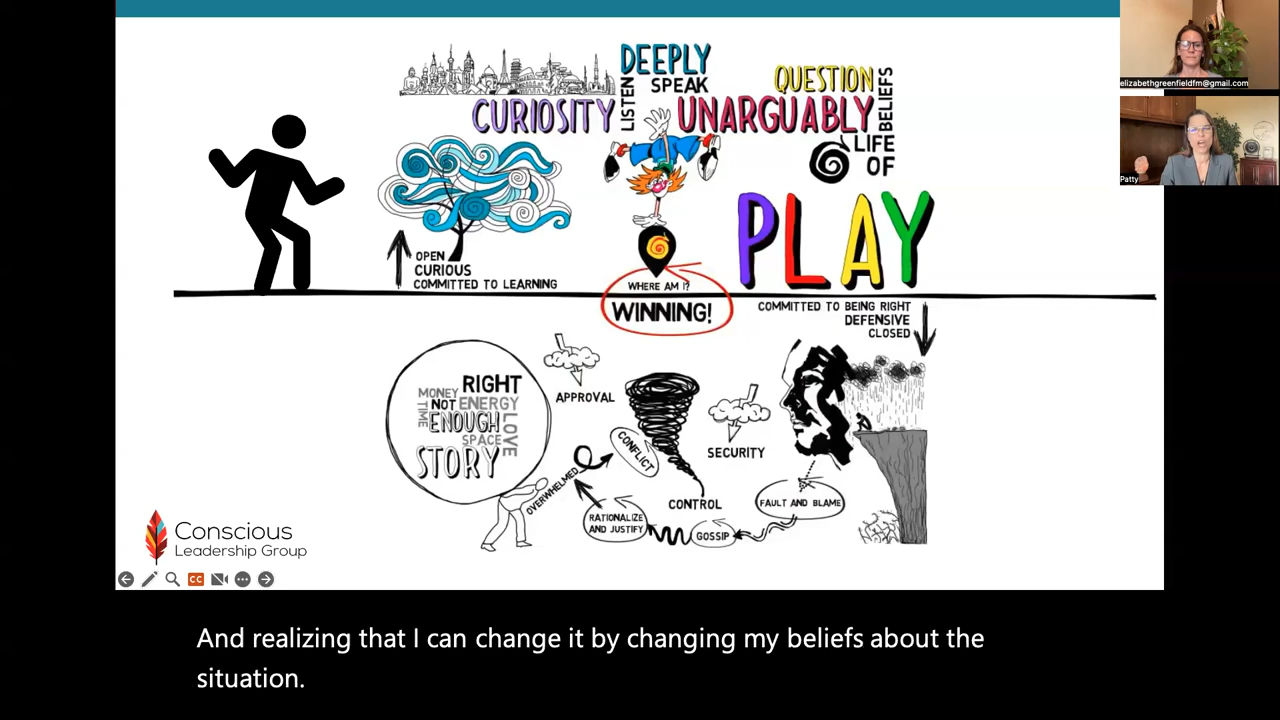 DEEPLY
LISTEN
SPEAK
CURIOSITY
UNARGUABLY
QUESTION
BELIEFS
LIFE
OF
PLAY
OPEN
CURIOUS
COMMITTED TO LEARNING
WHERE AM I?
WINNING!
COMMITTED TO BEING RIGHT
DEFENSIVE
CLOSED
RIGHT
MONEY
NOT ENERGY
TIME
ENOUGH
LOVE
SPACE
STORY
OVERWHELMED
APPROVAL
CONFLICT
SECURITY
CONTROL
FAULT AND BLAME
GOSSIP
RATIONALIZE
AND JUSTIFY
Conscious
Leadership Group
CC
elizabethgreenfieldfm@gmail.com
Patty
And realizing that I can change it by changing my beliefs about the
situation.